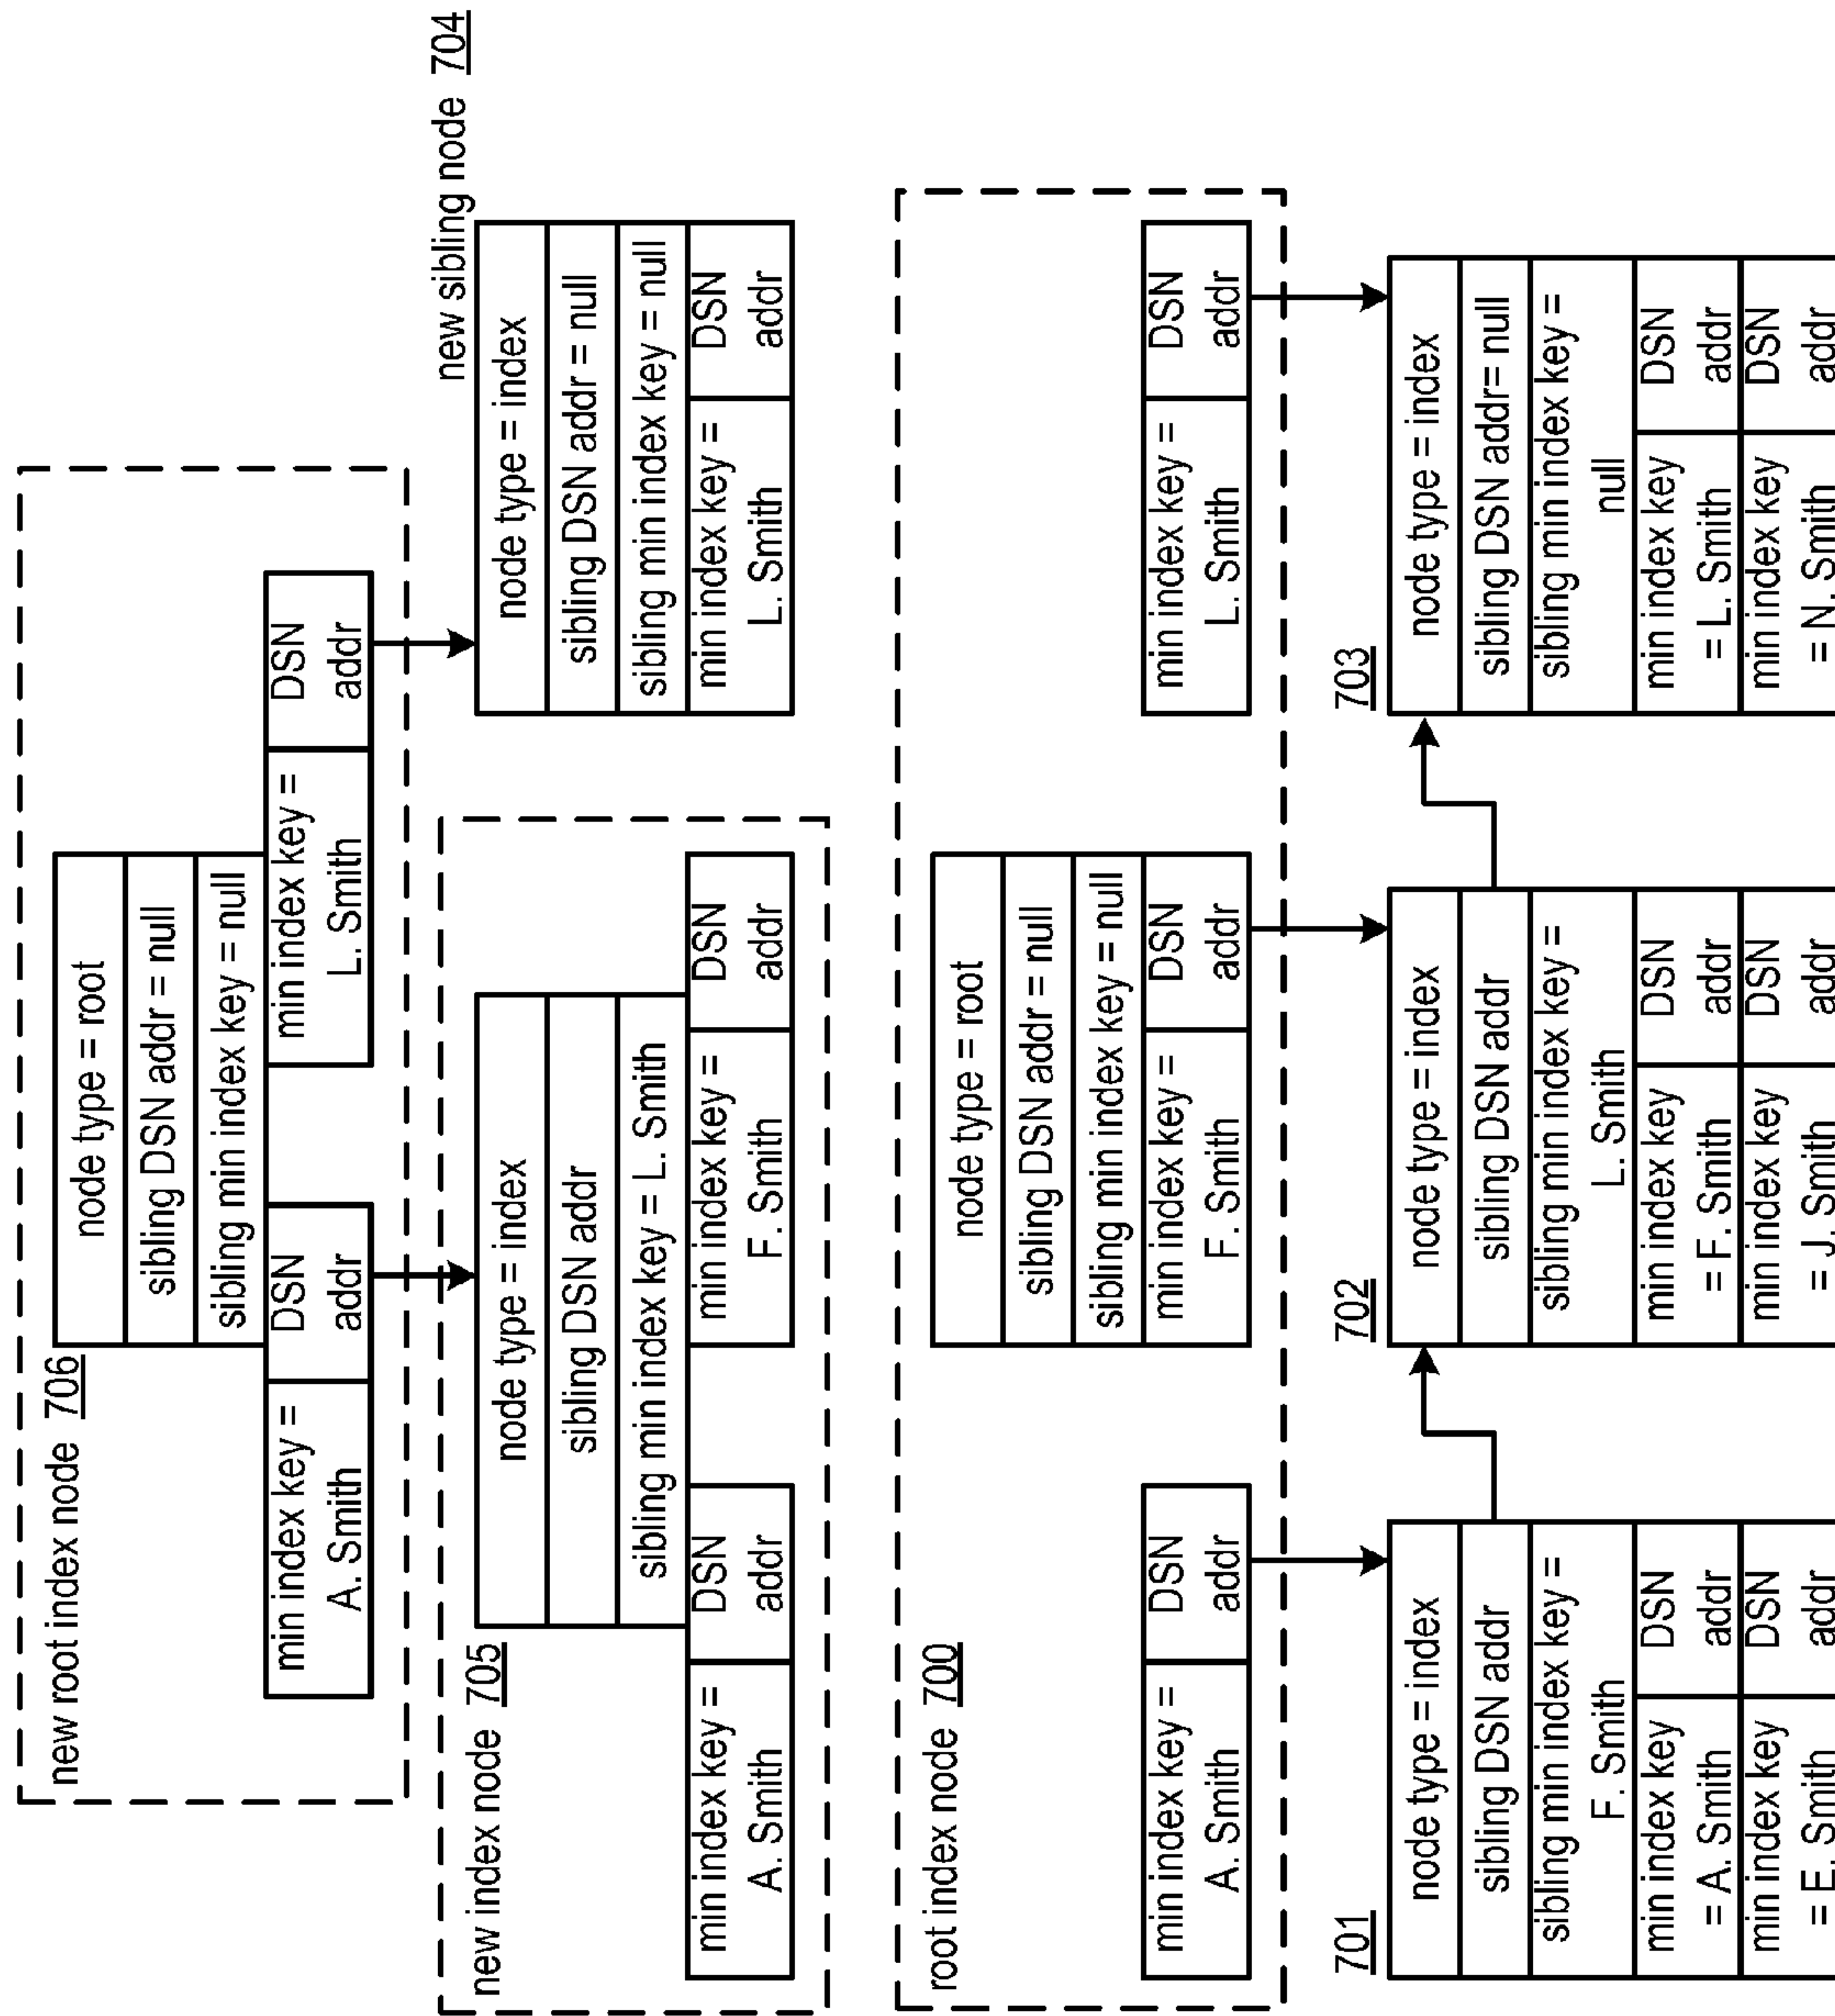 new root index node 706
node type = root
sibling DSN addr = null
sibling min index key = null
min index key =
A. Smith
DSN
addr
min index key =
L. Smith
DSN
addr
new index node 705
node type = index
sibling DSN addr
sibling min index key = L. Smith
min index key =
A. Smith
DSN
addr
min index key =
F. Smith
DSN
addr
new sibling node 704
node type = index
sibling DSN addr = null
sibling min index key = null
min index key =
L. Smith
DSN
addr
root index node 700
node type = root
sibling DSN addr = null
sibling min index key = null
min index key =
A. Smith
DSN
addr
min index key =
F. Smith
DSN
addr
min index key =
L. Smith
DSN
addr
701
node type = index
sibling DSN addr
sibling min index key =
F. Smith
min index key
= A. Smith
DSN
addr
min index key
= E. Smith
DSN
addr
702
node type = index
sibling DSN addr
sibling min index key =
L. Smith
min index key
= F. Smith
DSN
addr
min index key
= J. Smith
DSN
addr
703
node type = index
sibling DSN addr= null
sibling min index key =
null
min index key
= L. Smith
DSN
addr
min index key
= N. Smith
DSN
addr